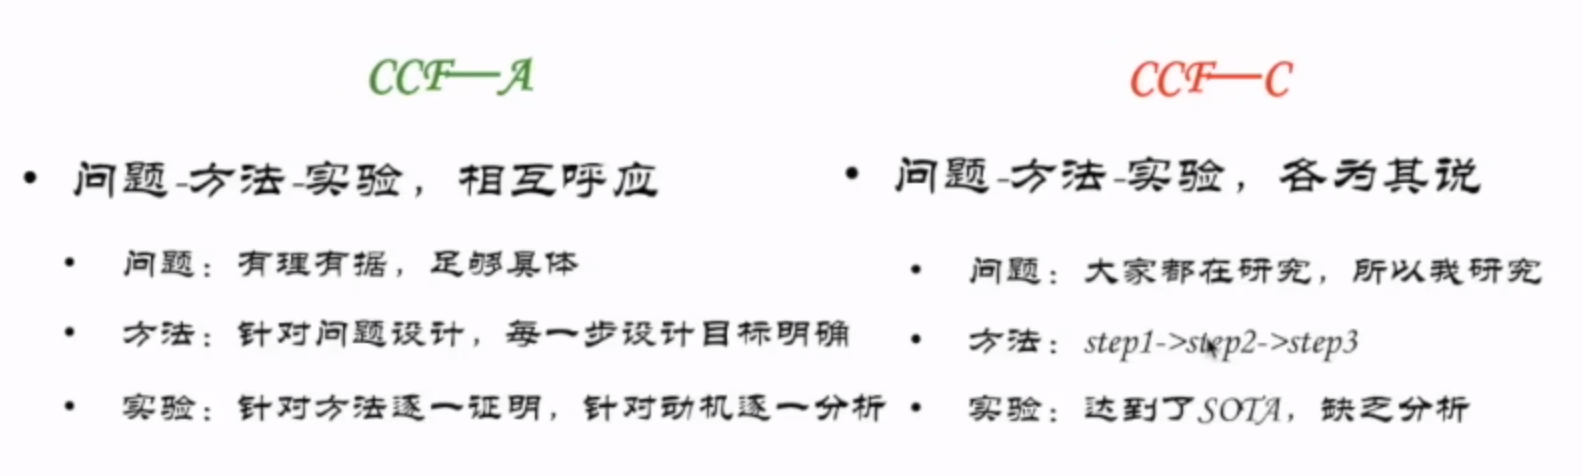 CCF—A
• 问题-方法-实验，相互呼应
• 问题：有理有据，足够具体
• 方法：针对问题设计，每一步设计目标明确
• 实验：针对方法逐一证明，针对动机逐一分析
CCF—C
• 问题-方法-实验，各为其说
• 问题：大家都在研究，所以我研究
• 方法：step1->step2->step3
• 实验：达到了SOTA，缺乏分析